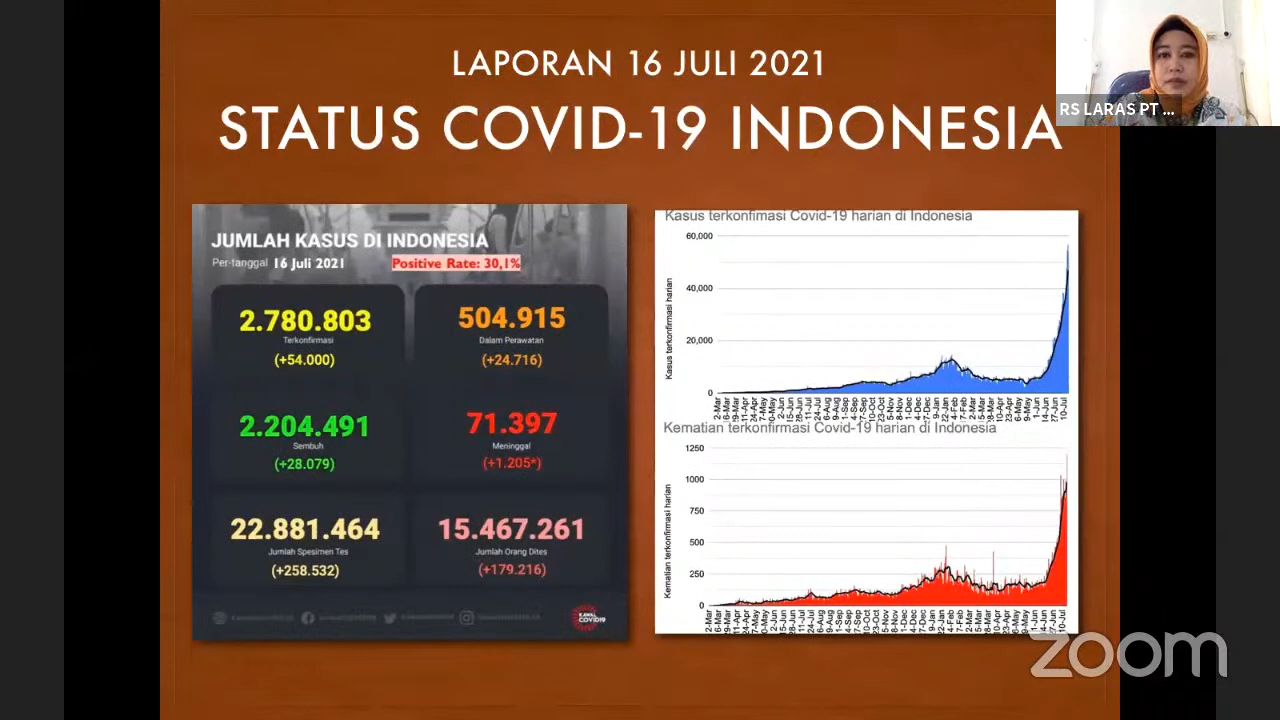 LAPORAN 16 JULI 2021
STATUS COVID-19 INDONESIA
RS LARAS PT ...
JUMLAH KASUS DI INDONESIA
Per-tanggal 16 Juli 2021 Positive Rate: 30,1%
2.780.803
Terkonfirmasi
(+54.000)
504.915
Dalam Perawatan
(+24.716)
2.204.491
Sembuh
(+28.079)
71.397
Meninggal
(+1.205*)
22.881.464
Jumlah Spesimen Tes
(+258.532)
15.467.261
Jumlah Orang Dites
(+179.216)
KAWAL
COVID19
Kasus terkonfirmasi Covid-19 harian di Indonesia
Kasus terkonfirmasi harian
60,000
40,000
20,000
0
Kematian terkonfirmasi Covid-19 harian di Indonesia
Kematian terkonfirmasi harian
1250
1000
750
500
250
0
zoom